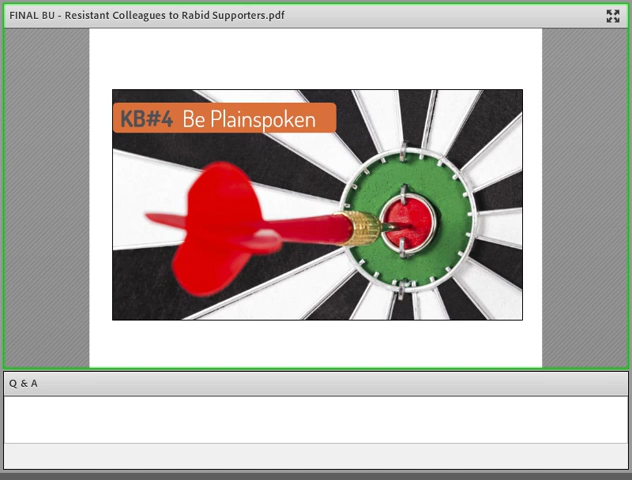 FINAL BU - Resistant Colleagues to Rabid Supporters.pdf
KB#4 Be Plainspoken
Q & A